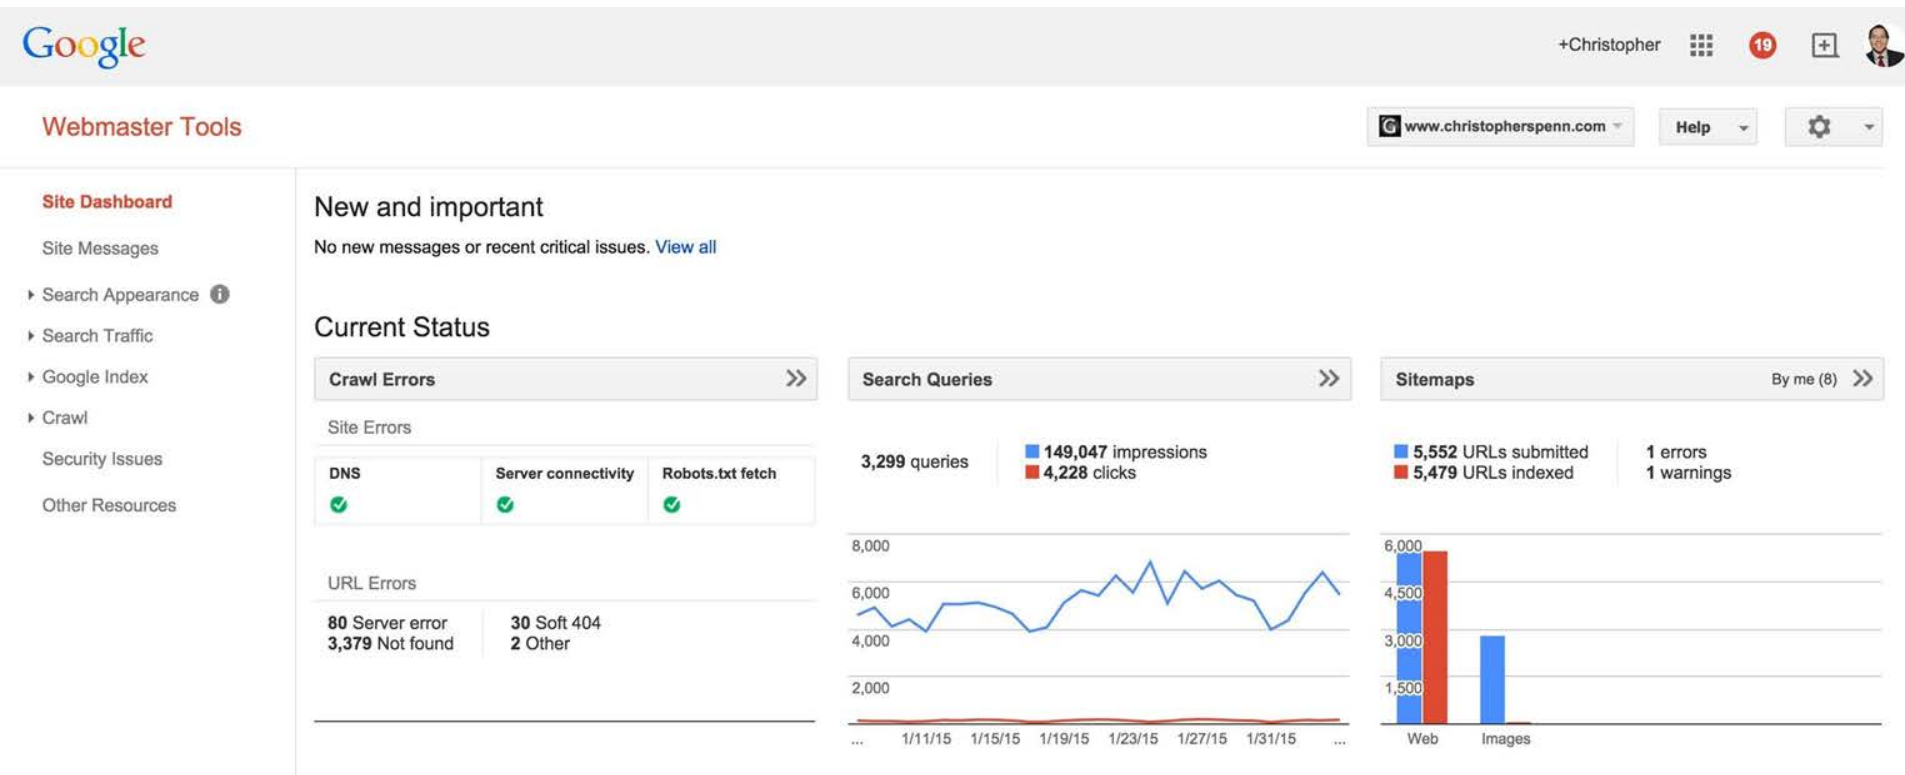 Google
+Christopher
19
Webmaster Tools
G www.christopherspenn.com
Help
Site Dashboard
Site Messages
Search Appearance
Search Traffic
Google Index
Crawl
Security Issues
Other Resources
New and important
No new messages or recent critical issues. View all
Current Status
Crawl Errors
Site Errors
DNS Server connectivity Robots.txt fetch
URL Errors
80 Server error 30 Soft 404
3,379 Not found 2 Other
Search Queries
3,299 queries
149,047 impressions
4,228 clicks
8,000
6,000
4,000
2,000
... 1/11/15 1/15/15 1/19/15 1/23/15 1/27/15 1/31/15 ...
Sitemaps By me (8)
5,552 URLs submitted 1 errors
5,479 URLs indexed 1 warnings
6,000
4,500
3,000
1,500
Web Images